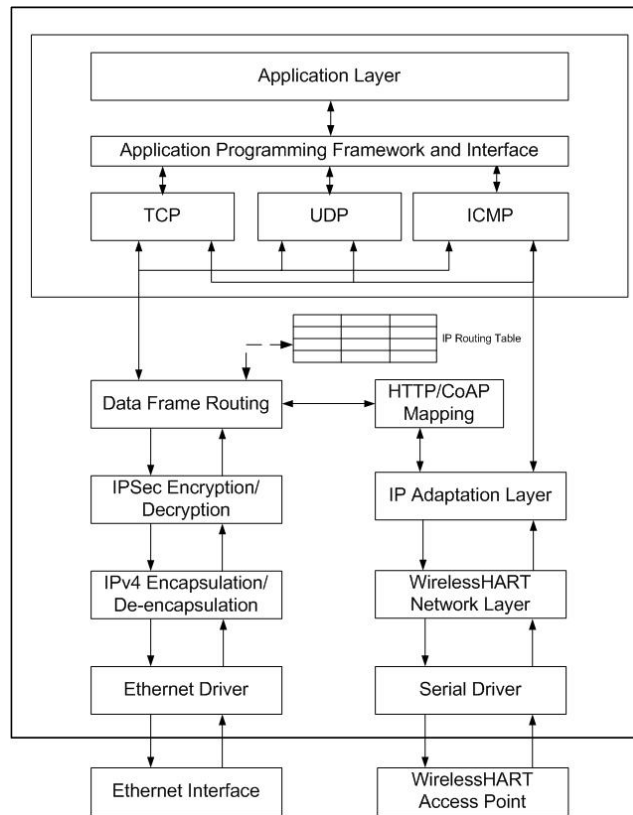 Application Layer
Application Programming Framework and Interface
TCP
UDP
ICMP
IP Routing Table
Data Frame Routing
HTTP/CoAP
Mapping
IPSec Encryption/
Decryption
IP Adaptation Layer
IPv4 Encapsulation/
De-encapsulation
WirelessHART
Network Layer
Ethernet Driver
Serial Driver
Ethernet Interface
WirelessHART
Access Point